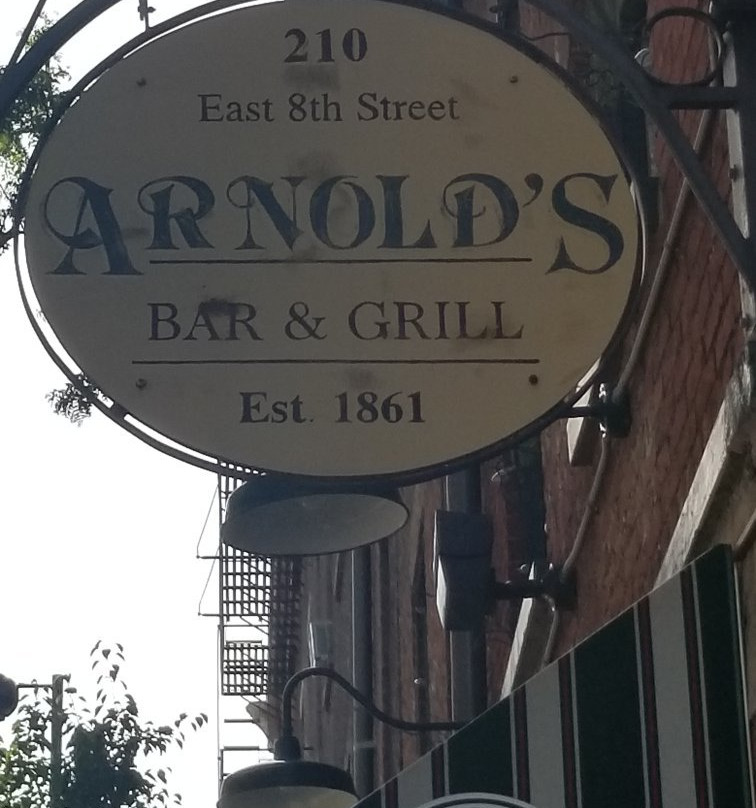 210
East 8th Street
ARNOLD'S
BAR & GRILL
Est. 1861